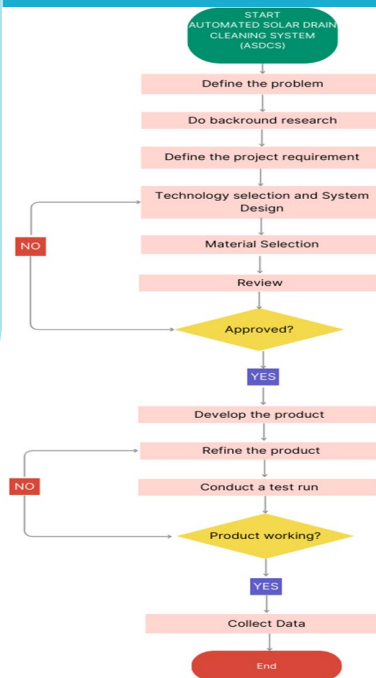 START
AUTOMATED SOLAR DRAIN
CLEANING SYSTEM
(ASDCS)
Define the problem
Do backround research
Define the project requirement
Technology selection and System
Design
NO
Material Selection
Review
Approved?
YES
Develop the product
Refine the product
NO
Conduct a test run
Product working?
YES
Collect Data
End